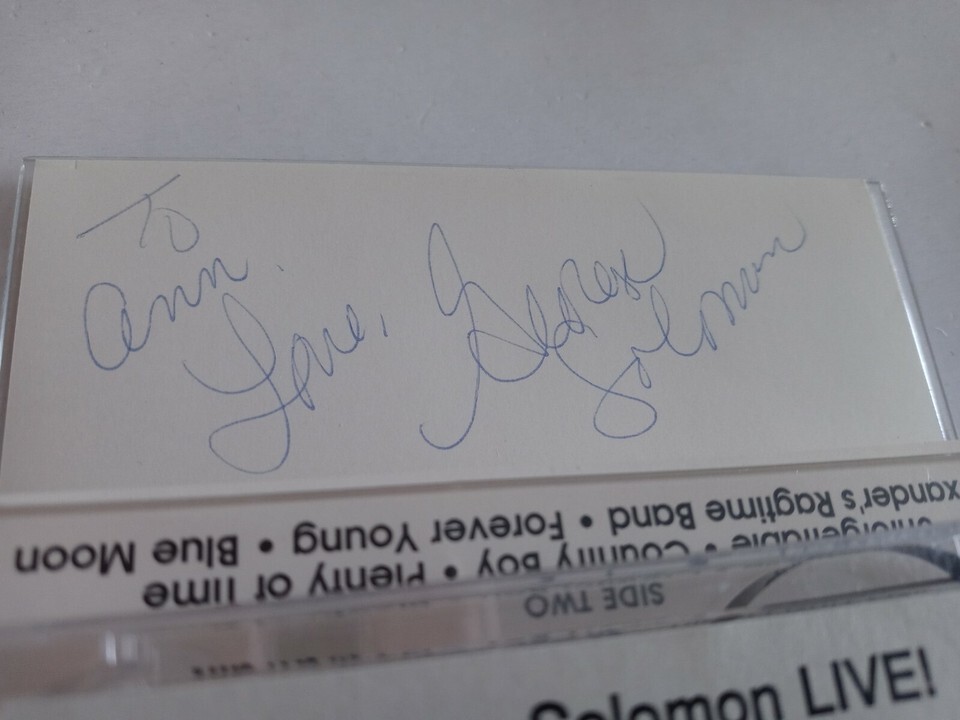 To
Ann.
Love,
Solomon
SIDE TWO
• Country Boy • Plenty of Time
xander's Ragtime Band • Forever Young • Blue Moon
Solomon LIVE!